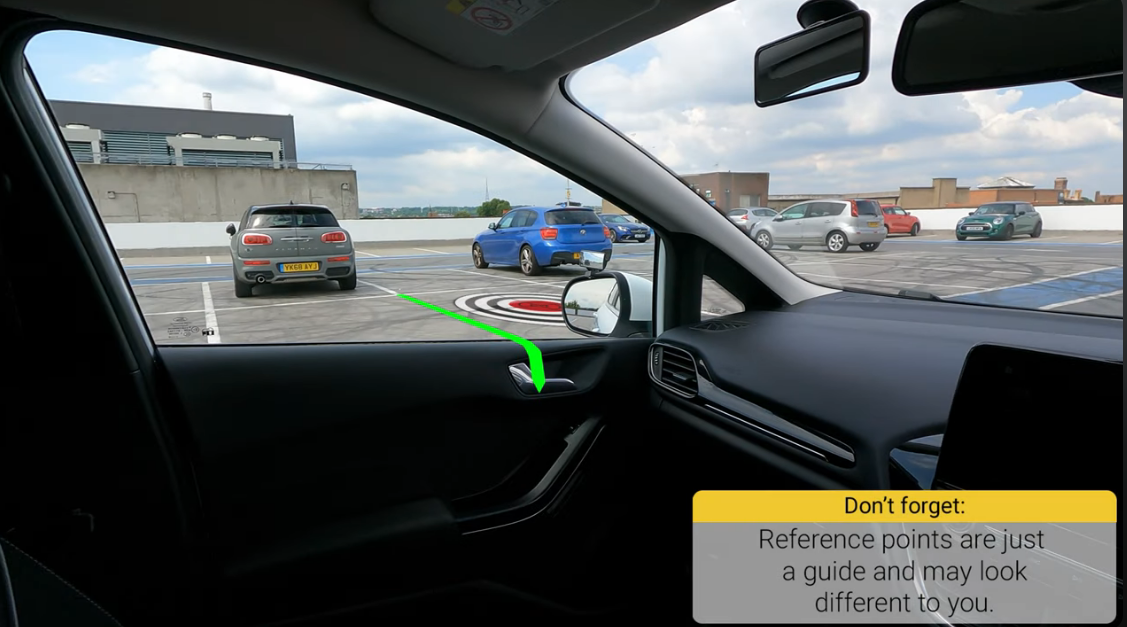 YK68 AYJ
Don't forget:
Reference points are just
a guide and may look
different to you.